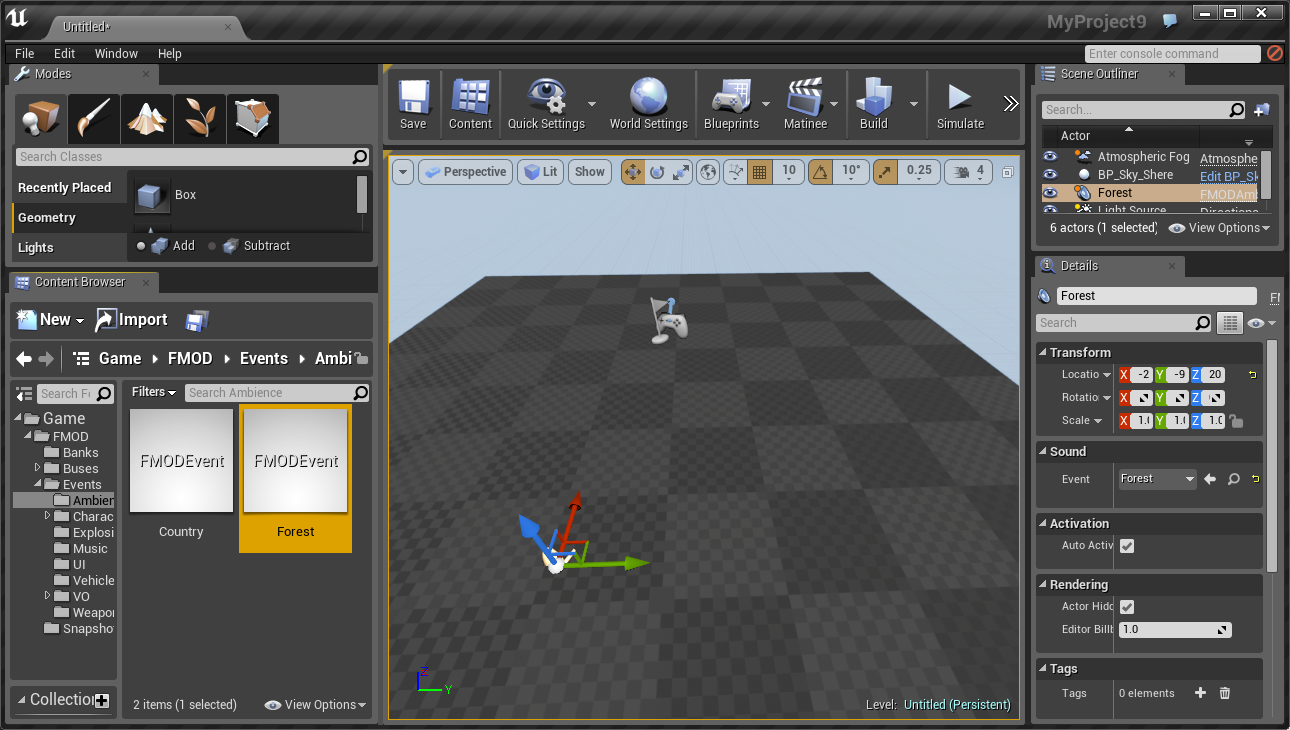 Untitled*
MyProject9
File Edit Window Help
Enter console command
Modes
Search Classes
Recently Placed
Geometry
Lights
Box
Add
Subtract
Content Browser
New
Import
Game FMOD Events Ambi
Search Fo
Filters
Search Ambience
Game
FMOD
Banks
Buses
Events
Ambien
Charac
Explosi
Music
UI
Vehicle
VO
Weapon
Snapsho
Collection
FMODEvent
Country
FMODEvent
Forest
2 items (1 selected)
View Options
Save
Content
Quick Settings
World Settings
Blueprints
Matinee
Build
Simulate
Perspective
Lit
Show
10
10°
0.25
4
X
Z
Y
Level: Untitled (Persistent)
Scene Outliner
Search...
Actor
Atmospheric Fog Atmosphe
BP_Sky_Shere Edit BP_Sk
Forest FMODAm
Light Source Directiona
6 actors (1 selected)
View Options
Details
Forest
FM
Search
Transform
Locatio X -2 Y -9 Z 20
Rotatio X Y Z
Scale X 1.0 Y 1.0 Z 1.0
Sound
Event Forest
Activation
Auto Activ
Rendering
Actor Hidd
Editor Billb 1.0
Tags
Tags 0 elements